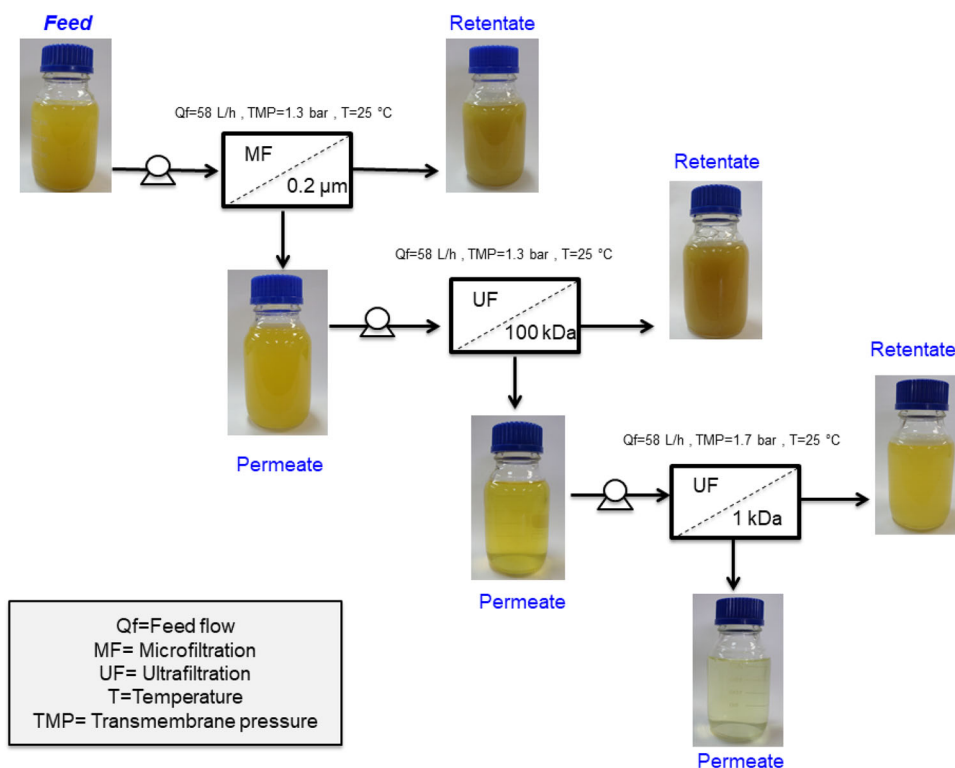 Feed
Retentate
Qf=58 L/h , TMP=1.3 bar , T=25 °C
MF
0.2 µm
Retentate
Qf=58 L/h , TMP=1.3 bar , T=25 °C
UF
100 kDa
Permeate
Retentate
Qf=58 L/h , TMP=1.7 bar , T=25 °C
UF
1 kDa
Permeate
Qf=Feed flow
MF= Microfiltration
UF= Ultrafiltration
T=Temperature
TMP= Transmembrane pressure
Permeate